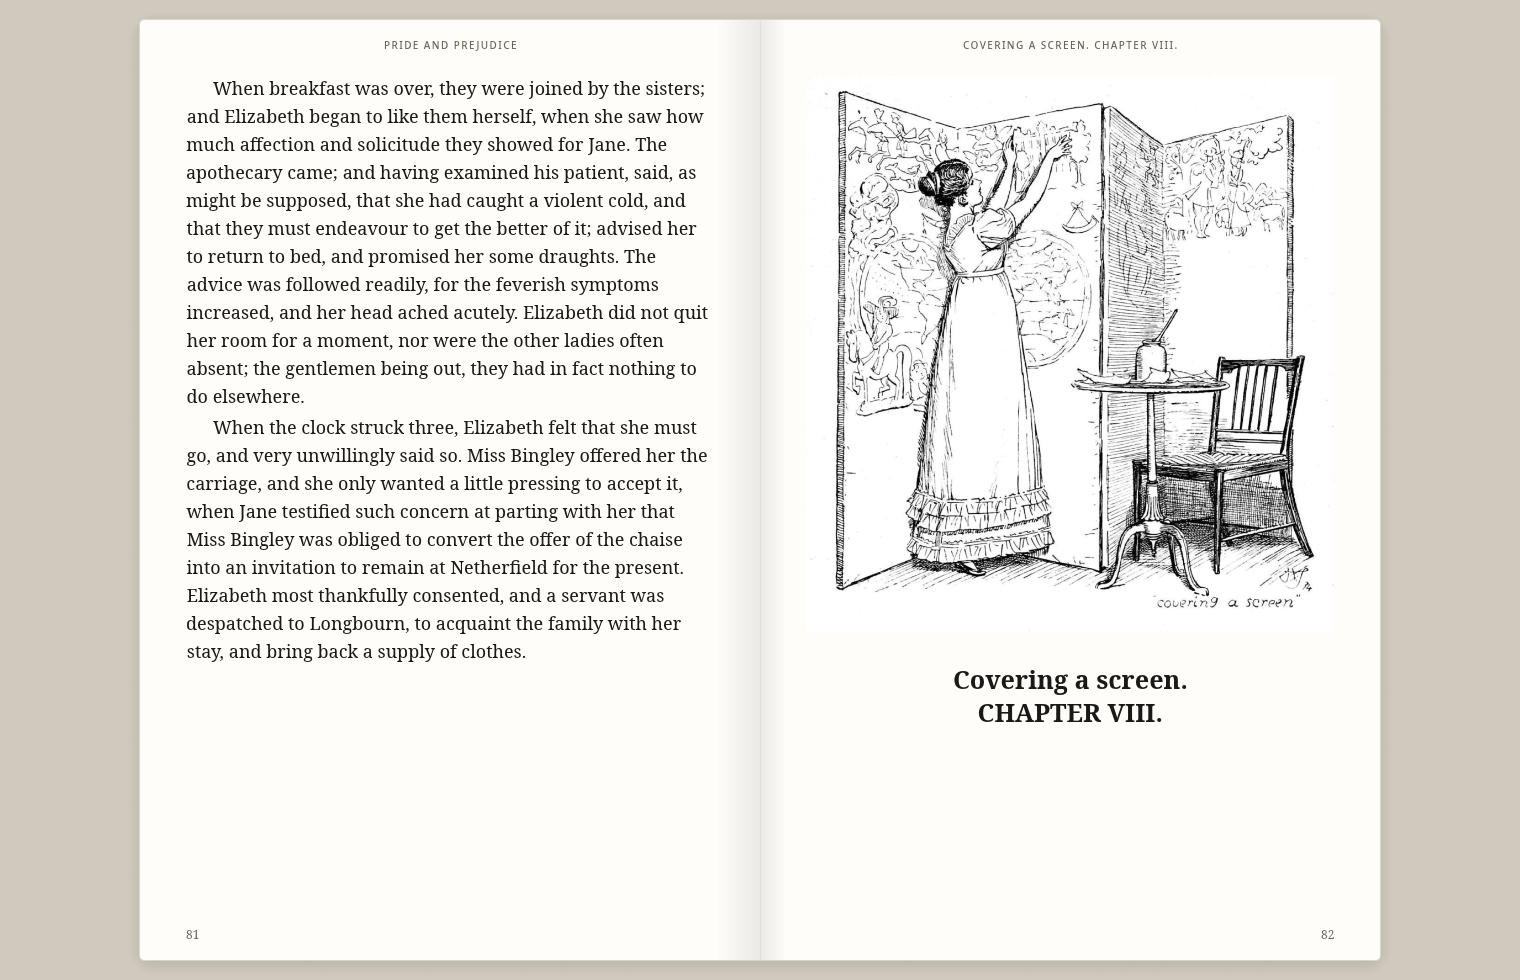 PRIDE AND PREJUDICE
When breakfast was over, they were joined by the sisters;
and Elizabeth began to like them herself, when she saw how
much affection and solicitude they showed for Jane. The
apothecary came; and having examined his patient, said, as
might be supposed, that she had caught a violent cold, and
that they must endeavour to get the better of it; advised her
to return to bed, and promised her some draughts. The
advice was followed readily, for the feverish symptoms
increased, and her head ached acutely. Elizabeth did not quit
her room for a moment, nor were the other ladies often
absent; the gentlemen being out, they had in fact nothing to
do elsewhere.
When the clock struck three, Elizabeth felt that she must
go, and very unwillingly said so. Miss Bingley offered her the
carriage, and she only wanted a little pressing to accept it,
when Jane testified such concern at parting with her that
Miss Bingley was obliged to convert the offer of the chaise
into an invitation to remain at Netherfield for the present.
Elizabeth most thankfully consented, and a servant was
despatched to Longbourn, to acquaint the family with her
stay, and bring back a supply of clothes.
81
COVERING A SCREEN. CHAPTER VIII.
"covering a screen"
Covering a screen.
CHAPTER VIII.
82